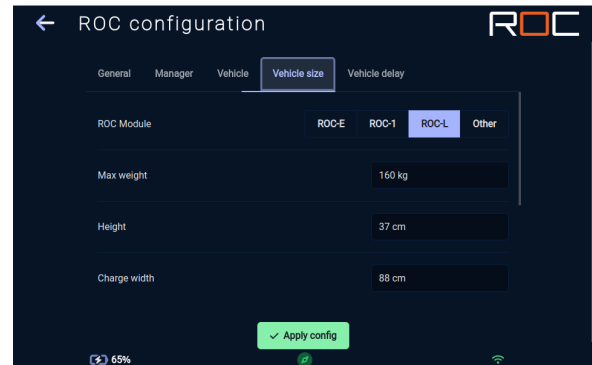 ROC configuration
ROC
General Manager Vehicle Vehicle size Vehicle delay
ROC Module ROC-E ROC-1 ROC-L Other
Max weight 160 kg
Height 37 cm
Charge width 88 cm
Apply config
65%